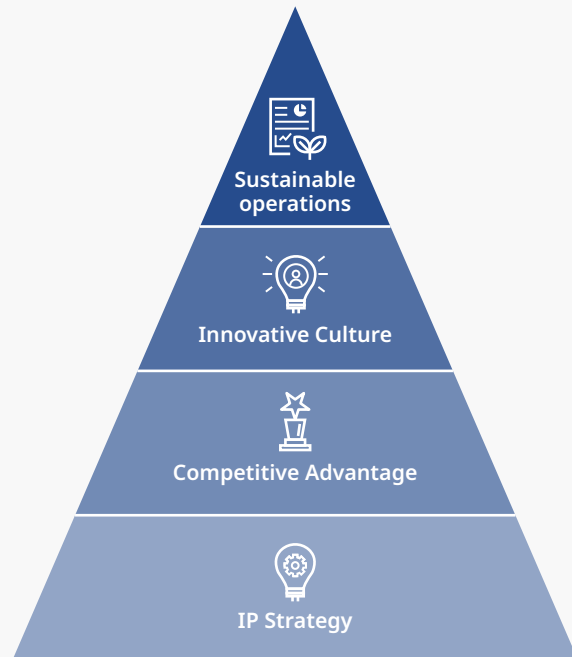 Sustainable
operations
Innovative Culture
Competitive Advantage
IP Strategy